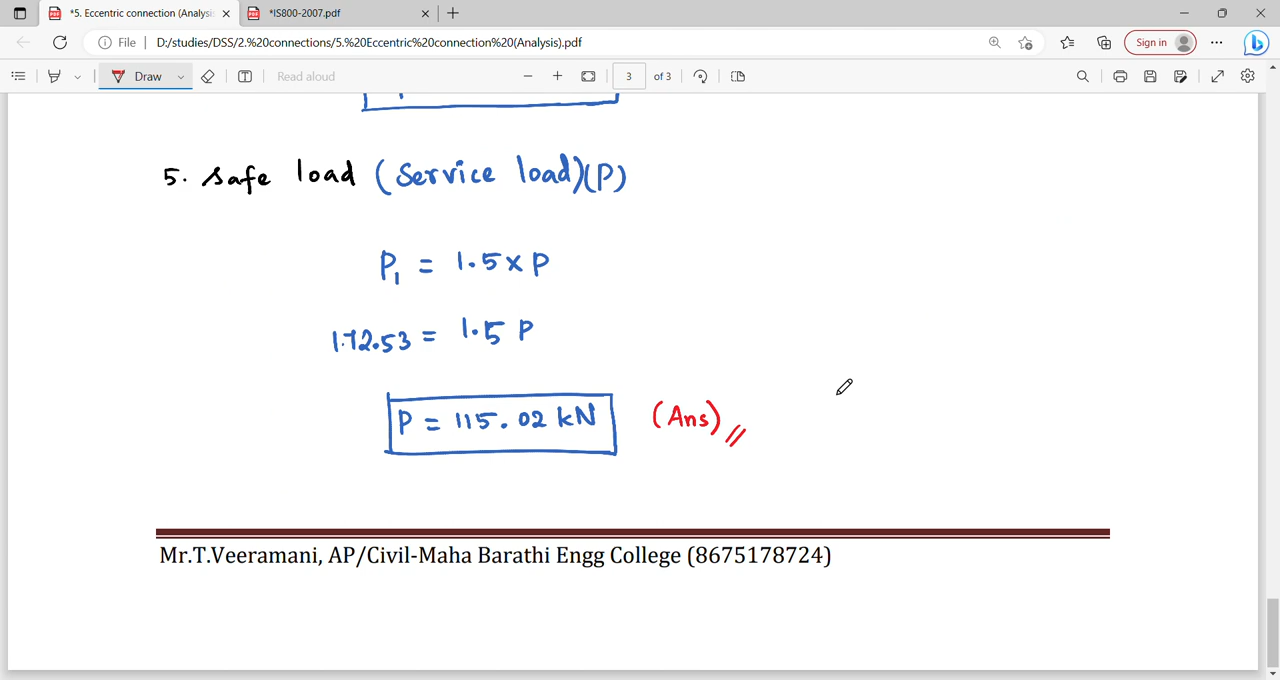 *5. Eccentric connection (Analysis
*IS800-2007.pdf
File
D:/studies/DSS/2.%20connections/5.%20Eccentric%20connection%20(Analysis).pdf
Sign in
Draw
Read aloud
3 of 3
5. Safe load (Service load)(P)
P1 = 1.5 x P
172.53 = 1.5 P
P = 115.02 kN (Ans)
Mr.T.Veeramani, AP/Civil-Maha Barathi Engg College (8675178724)